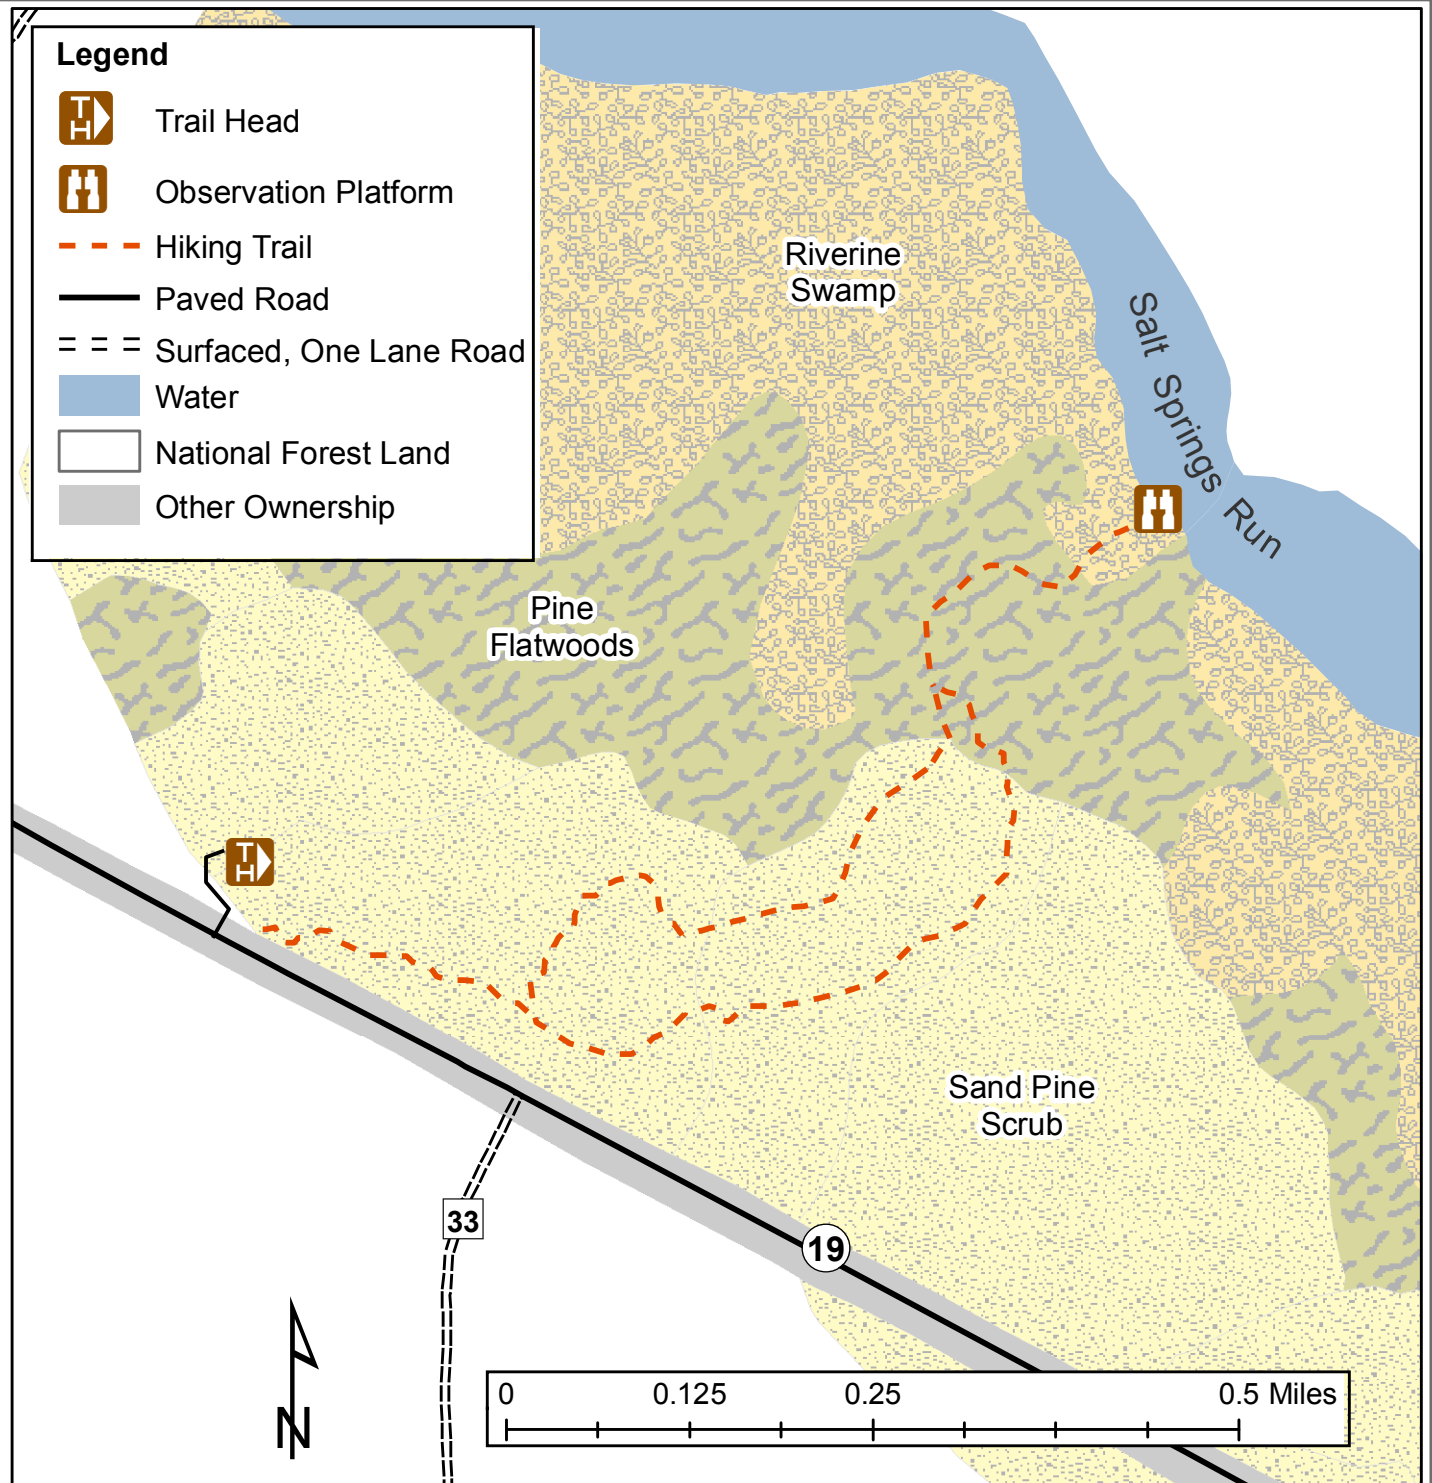 Legend
TH
Trail Head
Observation Platform
Hiking Trail
Paved Road
Surfaced, One Lane Road
Water
National Forest Land
Other Ownership
Riverine
Swamp
Salt Springs Run
Pine
Flatwoods
TH
Sand Pine
Scrub
33
19
N
0 0.125 0.25 0.5 Miles